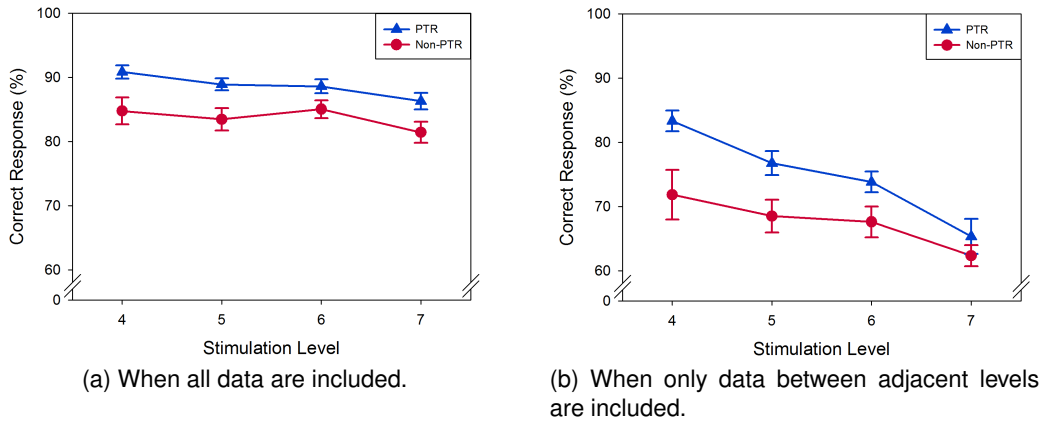 100
90
80
70
60
0
Correct Response (%)
PTR
Non-PTR
4 5 6 7
Stimulation Level
(a) When all data are included.
100
90
80
70
60
0
Correct Response (%)
PTR
Non-PTR
4 5 6 7
Stimulation Level
(b) When only data between adjacent levels
are included.